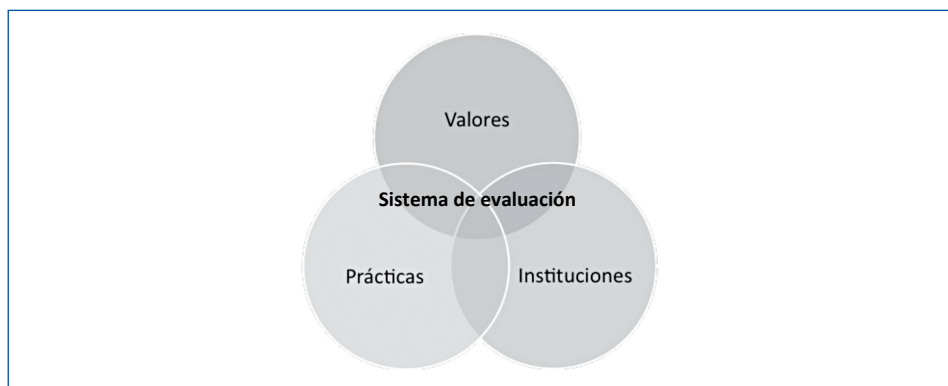 Valores
Sistema de evaluación
Prácticas
Instituciones